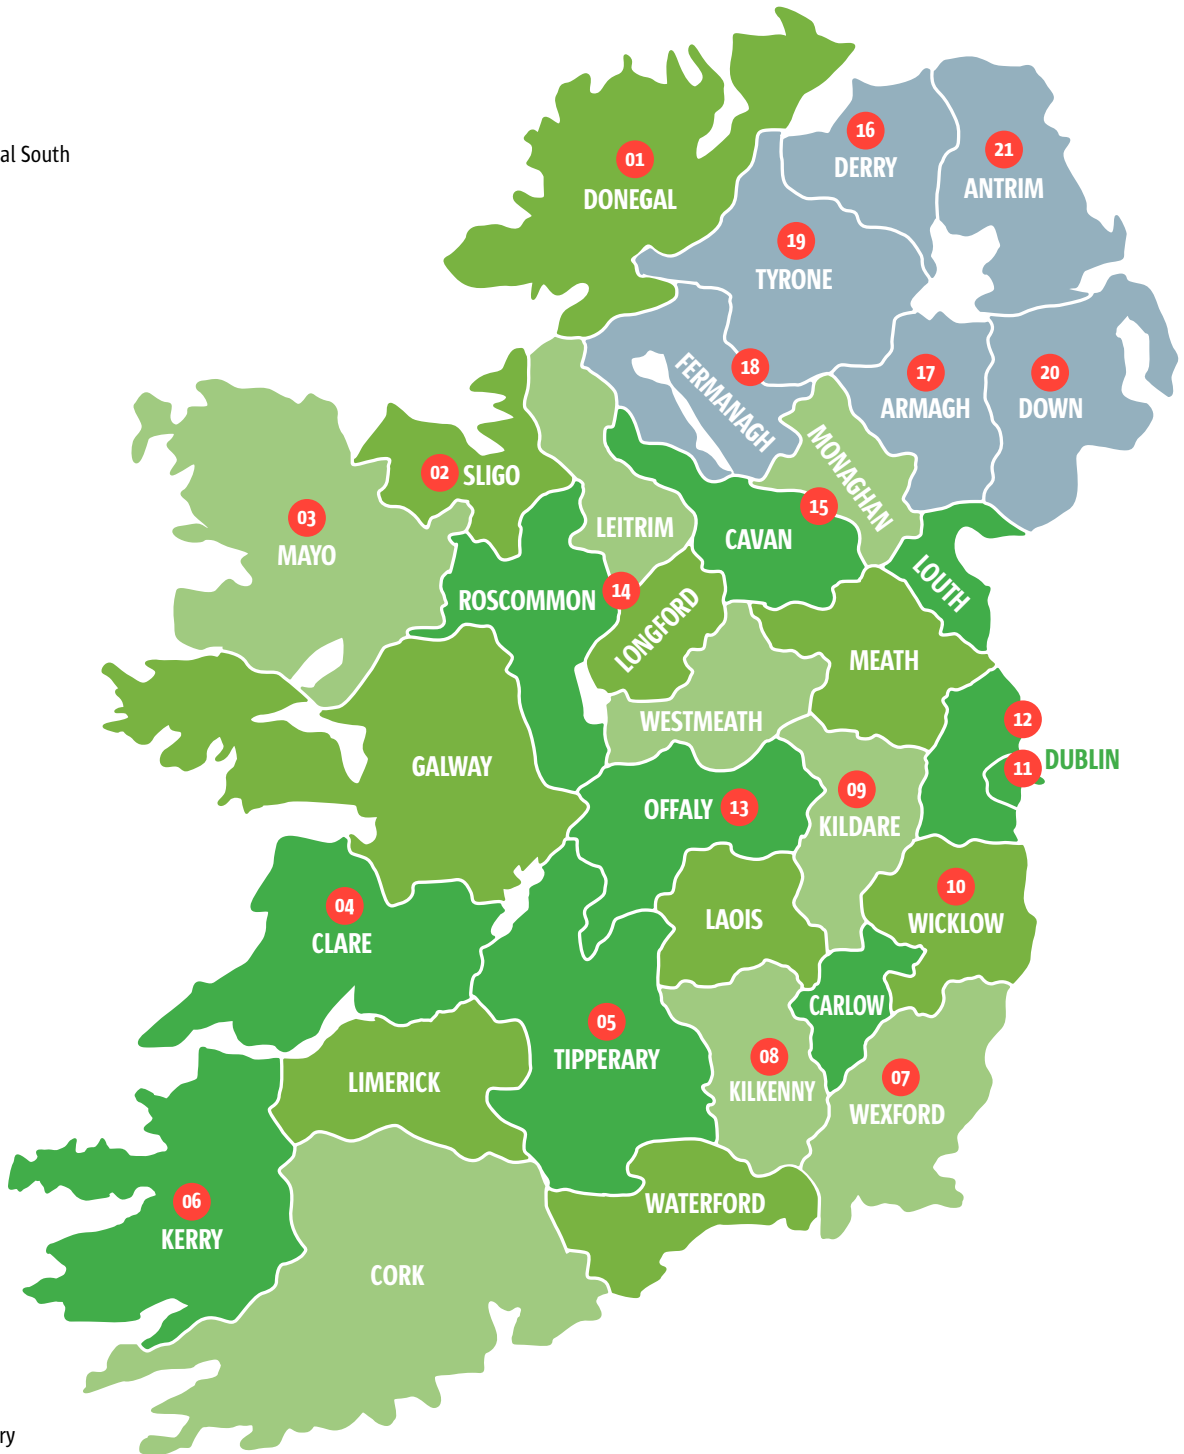 al South
01
DONEGAL
16
DERRY
21
ANTRIM
19
TYRONE
18
FERMANAGH
17
ARMAGH
20
DOWN
02 SLIGO
03
MAYO
LEITRIM
MONAGHAN
15
CAVAN
LOUTH
ROSCOMMON
14
LONGFORD
MEATH
WESTMEATH
12
11 DUBLIN
GALWAY
OFFALY 13
09
KILDARE
04
CLARE
LAOIS
10
WICKLOW
CARLOW
05
TIPPERARY
08
KILKENNY
07
WEXFORD
LIMERICK
06
KERRY
WATERFORD
CORK
ry